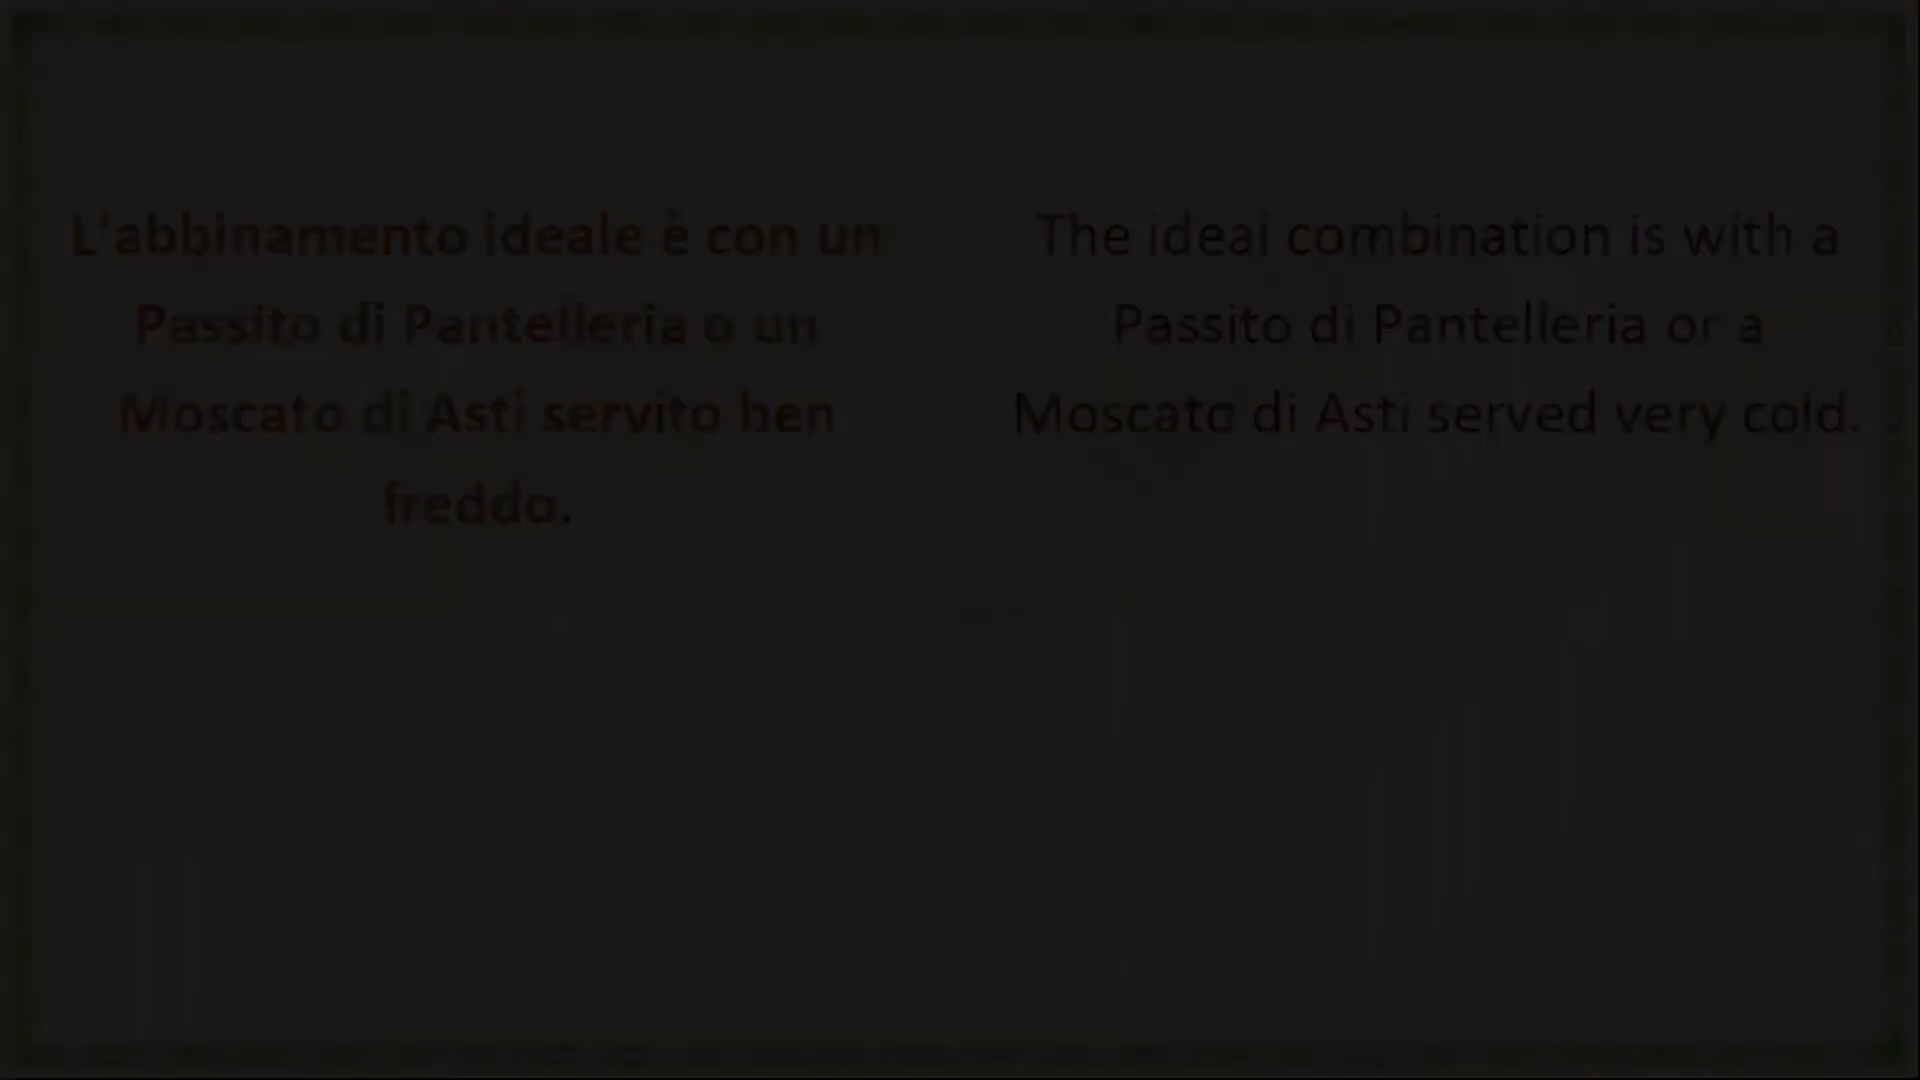 L'abbinamento ideale è con un
Passito di Pantelleria o un
Moscato di Asti servito ben
freddo.
The ideal combination is with a
Passito di Pantelleria or a
Moscato di Asti served very cold.